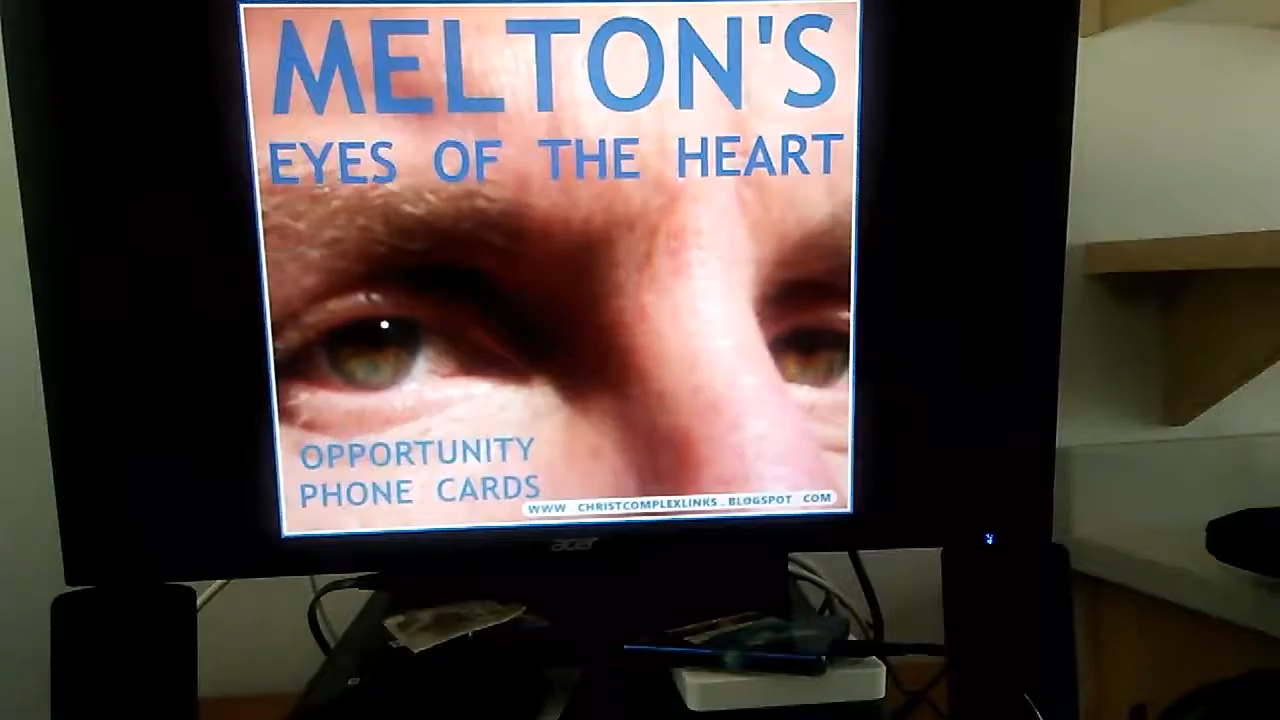 MELTON'S
EYES OF THE HEART
OPPORTUNITY
PHONE CARDS
WWW CHRISTCOMPLEXLINKS . BLOGSPOT COM
acer